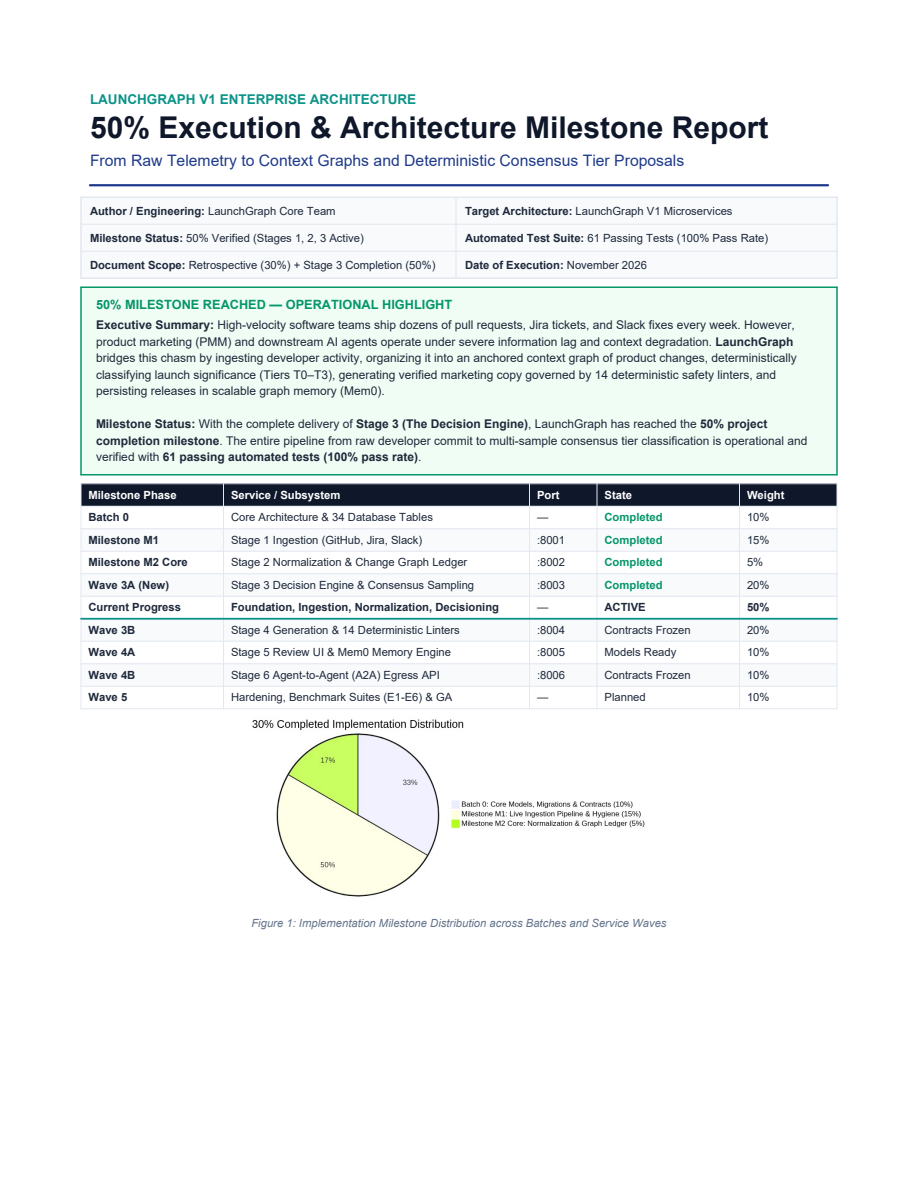 LAUNCHGRAPH V1 ENTERPRISE ARCHITECTURE
50% Execution & Architecture Milestone Report
From Raw Telemetry to Context Graphs and Deterministic Consensus Tier Proposals
Author / Engineering: LaunchGraph Core Team
Target Architecture: LaunchGraph V1 Microservices
Milestone Status: 50% Verified (Stages 1, 2, 3 Active)
Automated Test Suite: 61 Passing Tests (100% Pass Rate)
Document Scope: Retrospective (30%) + Stage 3 Completion (50%)
Date of Execution: November 2026
50% MILESTONE REACHED — OPERATIONAL HIGHLIGHT
Executive Summary: High-velocity software teams ship dozens of pull requests, Jira tickets, and Slack fixes every week. However,
product marketing (PMM) and downstream AI agents operate under severe information lag and context degradation. LaunchGraph
bridges this chasm by ingesting developer activity, organizing it into an anchored context graph of product changes, deterministically
classifying launch significance (Tiers T0–T3), generating verified marketing copy governed by 14 deterministic safety linters, and
persisting releases in scalable graph memory (Mem0).
Milestone Status: With the complete delivery of Stage 3 (The Decision Engine), LaunchGraph has reached the 50% project
completion milestone. The entire pipeline from raw developer commit to multi-sample consensus tier classification is operational and
verified with 61 passing automated tests (100% pass rate).
Milestone Phase Service / Subsystem Port State Weight
Batch 0 Core Architecture & 34 Database Tables — Completed 10%
Milestone M1 Stage 1 Ingestion (GitHub, Jira, Slack) :8001 Completed 15%
Milestone M2 Core Stage 2 Normalization & Change Graph Ledger :8002 Completed 5%
Wave 3A (New) Stage 3 Decision Engine & Consensus Sampling :8003 Completed 20%
Current Progress Foundation, Ingestion, Normalization, Decisioning — ACTIVE 50%
Wave 3B Stage 4 Generation & 14 Deterministic Linters :8004 Contracts Frozen 20%
Wave 4A Stage 5 Review UI & Mem0 Memory Engine :8005 Models Ready 10%
Wave 4B Stage 6 Agent-to-Agent (A2A) Egress API :8006 Contracts Frozen 10%
Wave 5 Hardening, Benchmark Suites (E1-E6) & GA — Planned 10%
30% Completed Implementation Distribution
17%
33%
50%
Batch 0: Core Models, Migrations & Contracts (10%)
Milestone M1: Live Ingestion Pipeline & Hygiene (15%)
Milestone M2 Core: Normalization & Graph Ledger (5%)
Figure 1: Implementation Milestone Distribution across Batches and Service Waves